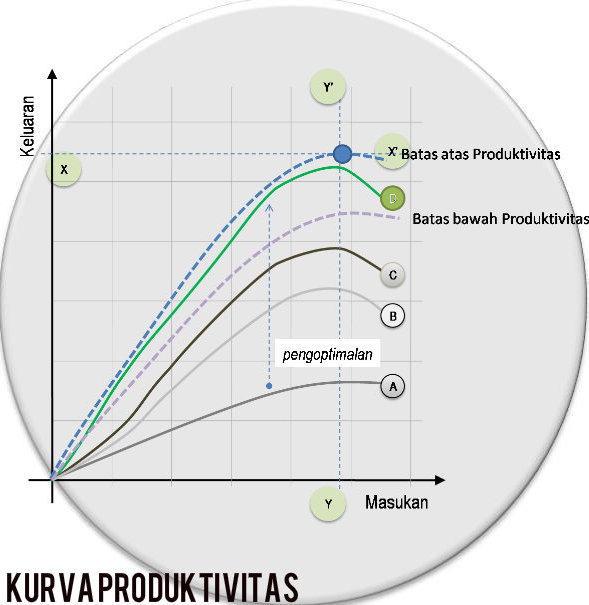 Y'
Keluaran
X
X'
Batas atas Produktivitas
D
Batas bawah Produktivitas
C
B
pengoptimalan
A
Y
Masukan
KURVA PRODUKTIVITAS